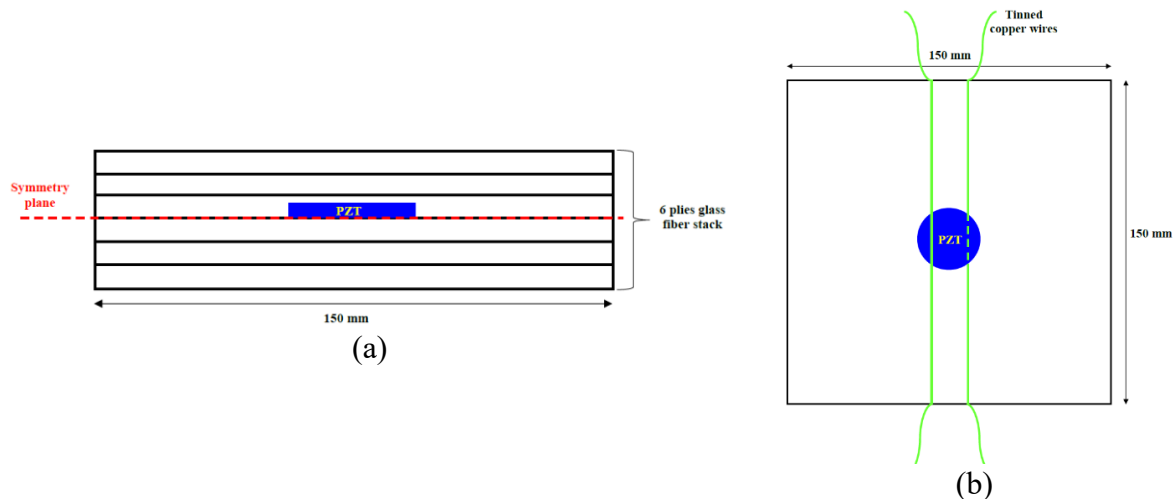 Symmetry
plane
PZT
6 plies glass
fiber stack
150 mm
(a)
Tinned
copper wires
150 mm
PZT
150 mm
(b)